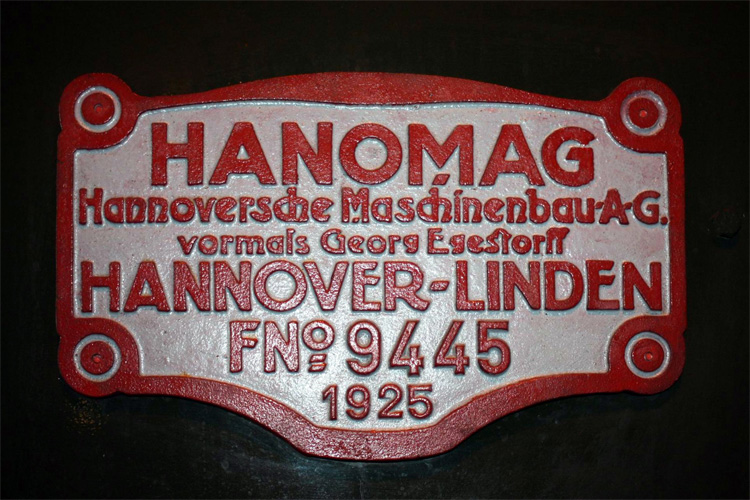 HANOMAG
Hannoversche Maschinenbau-A-G.
vormals Georg Egestorff
HANNOVER-LINDEN
FNº 9445
1925